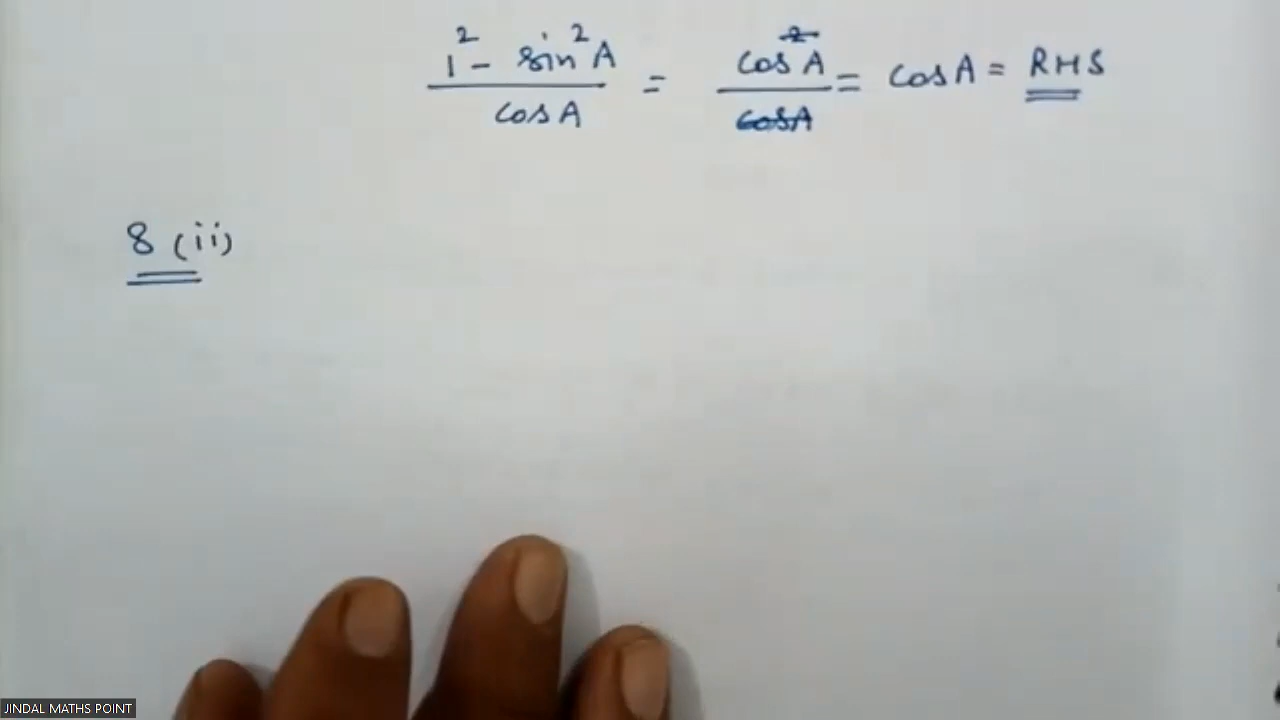 1² - sin²A / cosA = cos²A / cosA = cosA = RHS
8 (ii)
JINDAL MATHS POINT